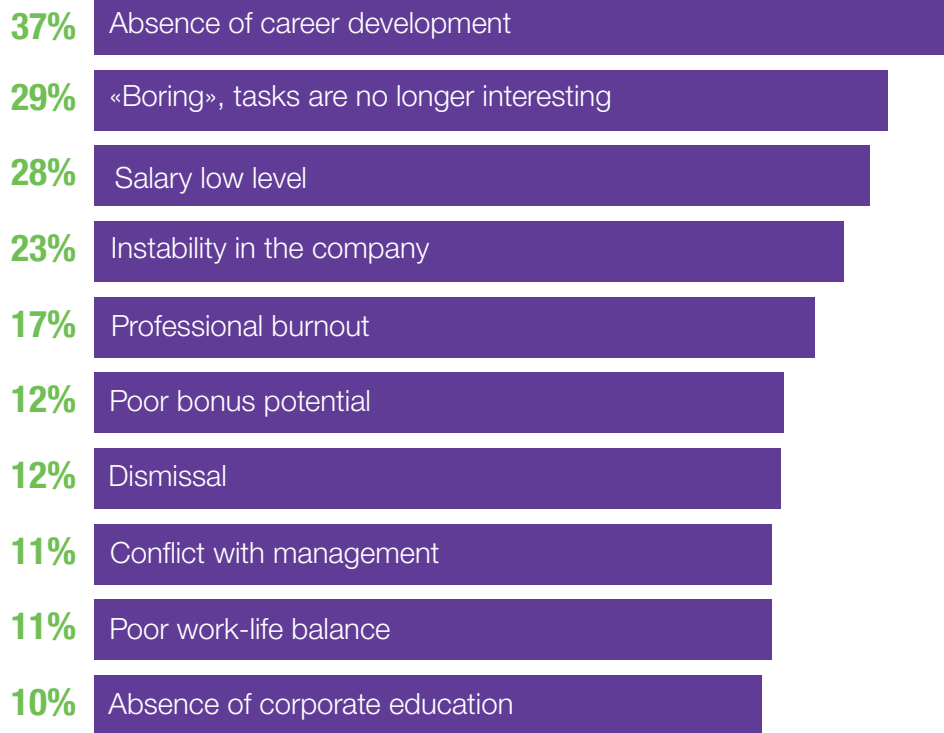 37% Absence of career development
29% «Boring», tasks are no longer interesting
28% Salary low level
23% Instability in the company
17% Professional burnout
12% Poor bonus potential
12% Dismissal
11% Conflict with management
11% Poor work-life balance
10% Absence of corporate education